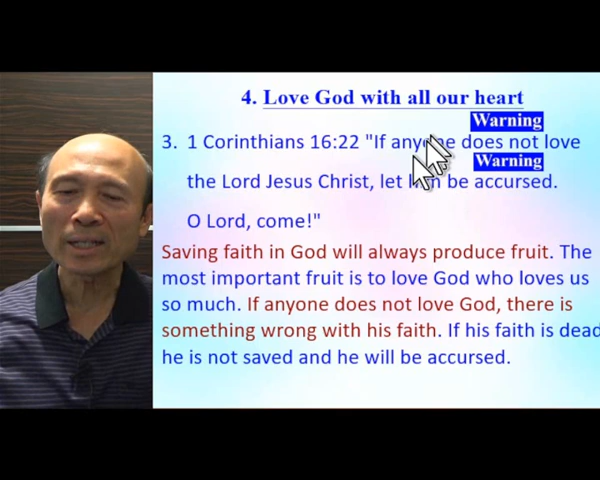 4. Love God with all our heart
Warning
3. 1 Corinthians 16:22 "If anyone does not love
Warning
the Lord Jesus Christ, let him be accursed.
O Lord, come!"
Saving faith in God will always produce fruit. The
most important fruit is to love God who loves us
so much. If anyone does not love God, there is
something wrong with his faith. If his faith is dead
he is not saved and he will be accursed.